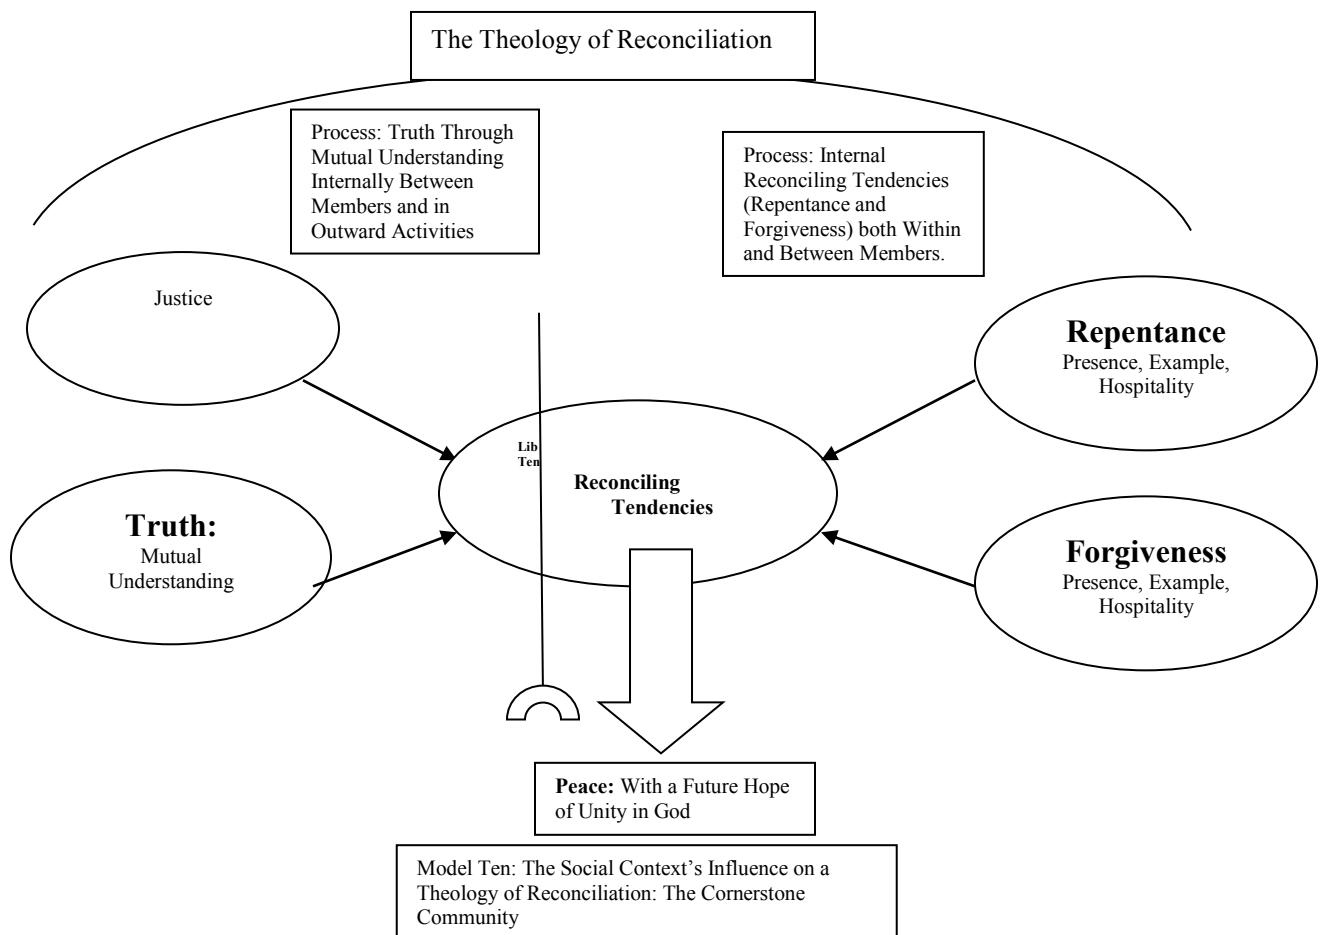 The Theology of Reconciliation
Process: Truth Through
Mutual Understanding
Internally Between
Members and in
Outward Activities
Process: Internal
Reconciling Tendencies
(Repentance and
Forgiveness) both Within
and Between Members.
Justice
Repentance
Presence, Example,
Hospitality
Lib
Ten
Reconciling
Tendencies
Truth:
Mutual
Understanding
Forgiveness
Presence, Example,
Hospitality
Peace: With a Future Hope
of Unity in God
Model Ten: The Social Context’s Influence on a
Theology of Reconciliation: The Cornerstone
Community